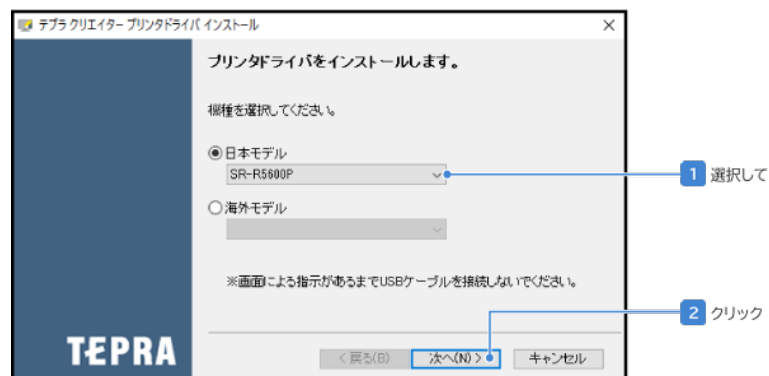 テプラ クリエイター プリンタドライバ インストール
プリンタドライバをインストールします。
機種を選択してください。
日本モデル
SR-R5600P
1 選択して
海外モデル
※画面による指示があるまでUSBケーブルを接続しないでください。
2 クリック
TEPRA
< 戻る(B)
次へ(N) >
キャンセル